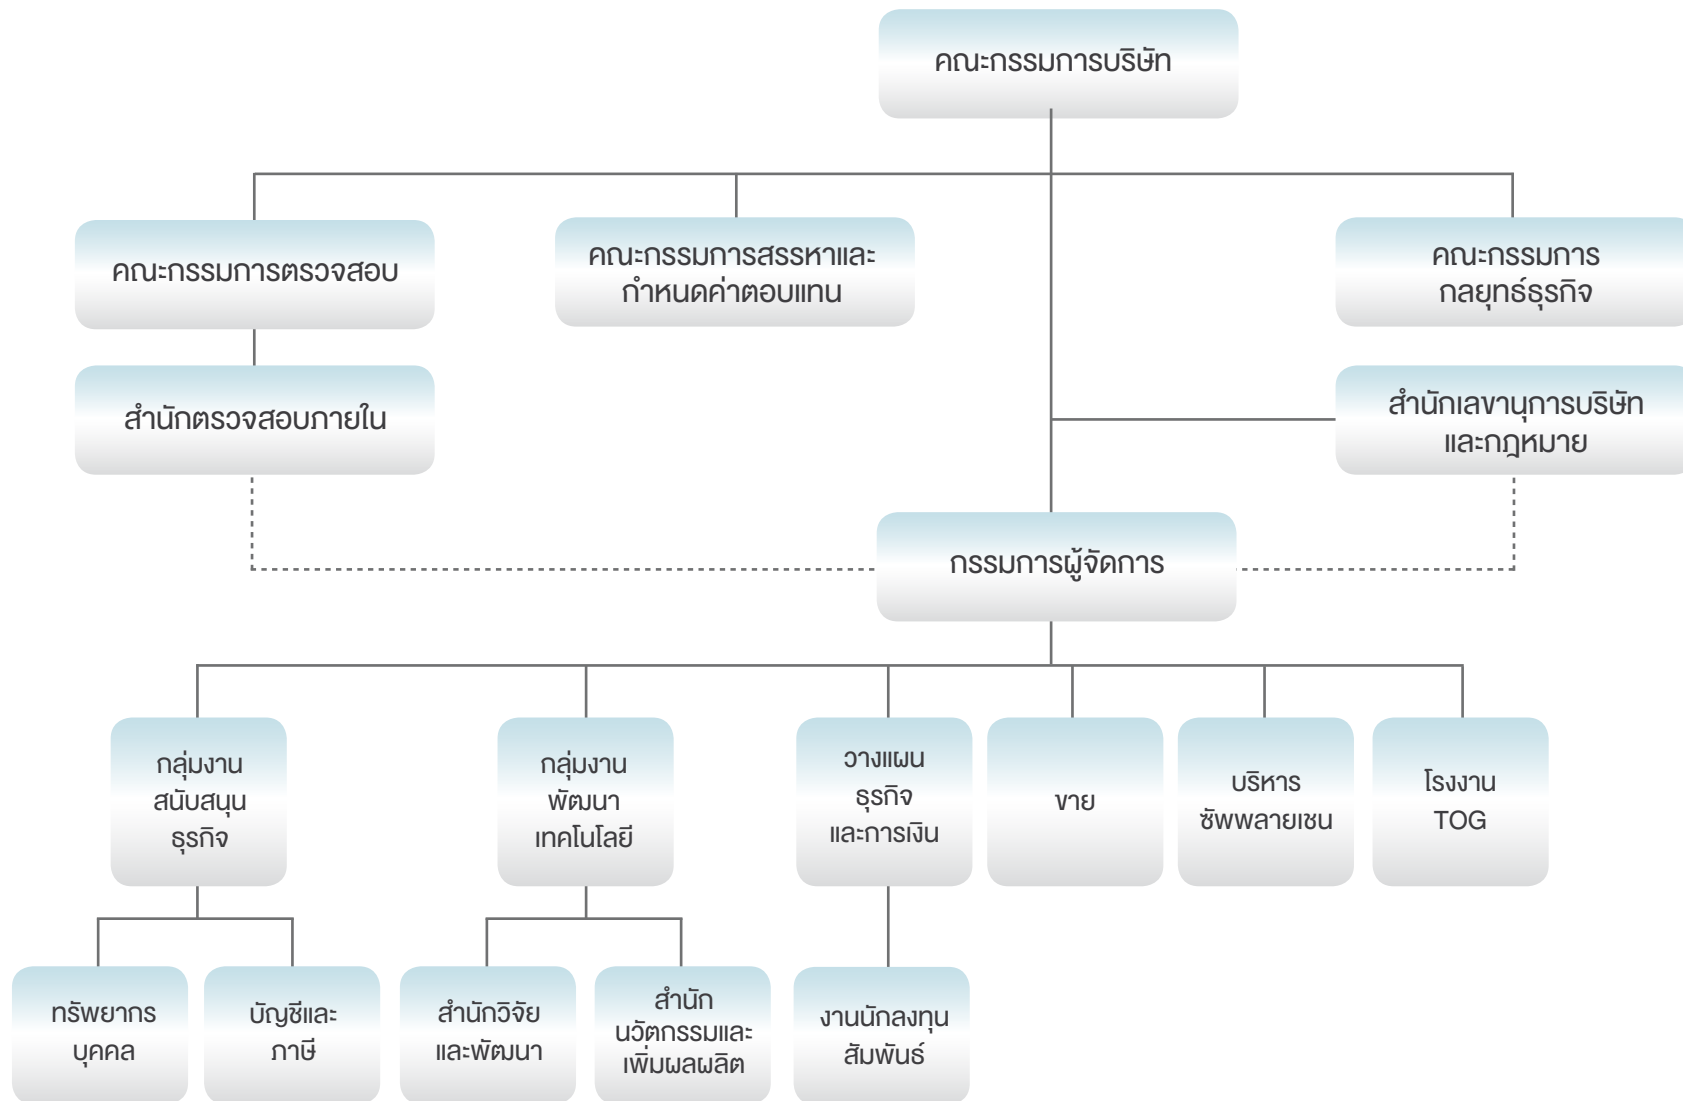 คณะกรรมการบริษัท
คณะกรรมการตรวจสอบ
คณะกรรมการสรรหาและ
กำหนดค่าตอบแทน
คณะกรรมการ
กลยุทธ์ธุรกิจ
สำนักตรวจสอบภายใน
สำนักเลขานุการบริษัท
และกฎหมาย
กรรมการผู้จัดการ
กลุ่มงาน
สนับสนุน
ธุรกิจ
กลุ่มงาน
พัฒนา
เทคโนโลยี
วางแผน
ธุรกิจ
และการเงิน
ขาย
บริหาร
ซัพพลายเชน
โรงงาน
TOG
ทรัพยากร
บุคคล
บัญชีและ
ภาษี
สำนักวิจัย
และพัฒนา
สำนัก
นวัตกรรมและ
เพิ่มผลผลิต
งานนักลงทุน
สัมพันธ์